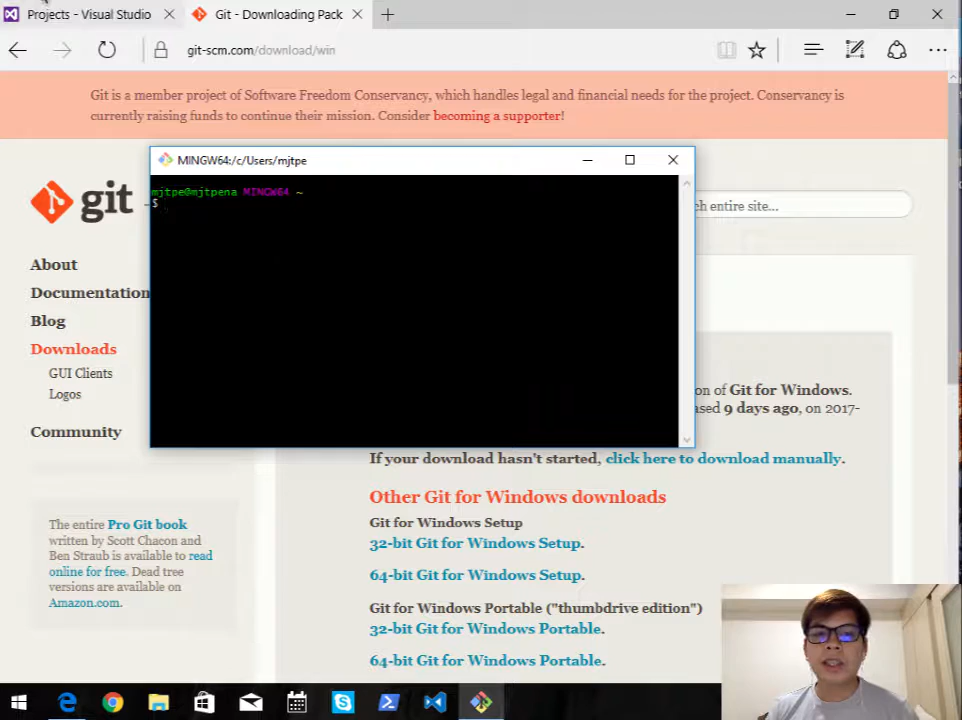 Projects - Visual Studio
Git - Downloading Pack
git-scm.com/download/win
Git is a member project of Software Freedom Conservancy, which handles legal and financial needs for the project. Conservancy is
currently raising funds to continue their mission. Consider becoming a supporter!
MINGW64:/c/Users/mjtpe
mjtpe@mjtpena MINGW64 ~
$
git
ch entire site...
About
Documentation
Blog
Downloads
GUI Clients
Logos
Community
on of Git for Windows.
ased 9 days ago, on 2017-
If your download hasn't started, click here to download manually.
Other Git for Windows downloads
Git for Windows Setup
32-bit Git for Windows Setup.
64-bit Git for Windows Setup.
Git for Windows Portable ("thumbdrive edition")
32-bit Git for Windows Portable.
64-bit Git for Windows Portable.
The entire Pro Git book
written by Scott Chacon and
Ben Straub is available to read
online for free. Dead tree
versions are available on
Amazon.com.